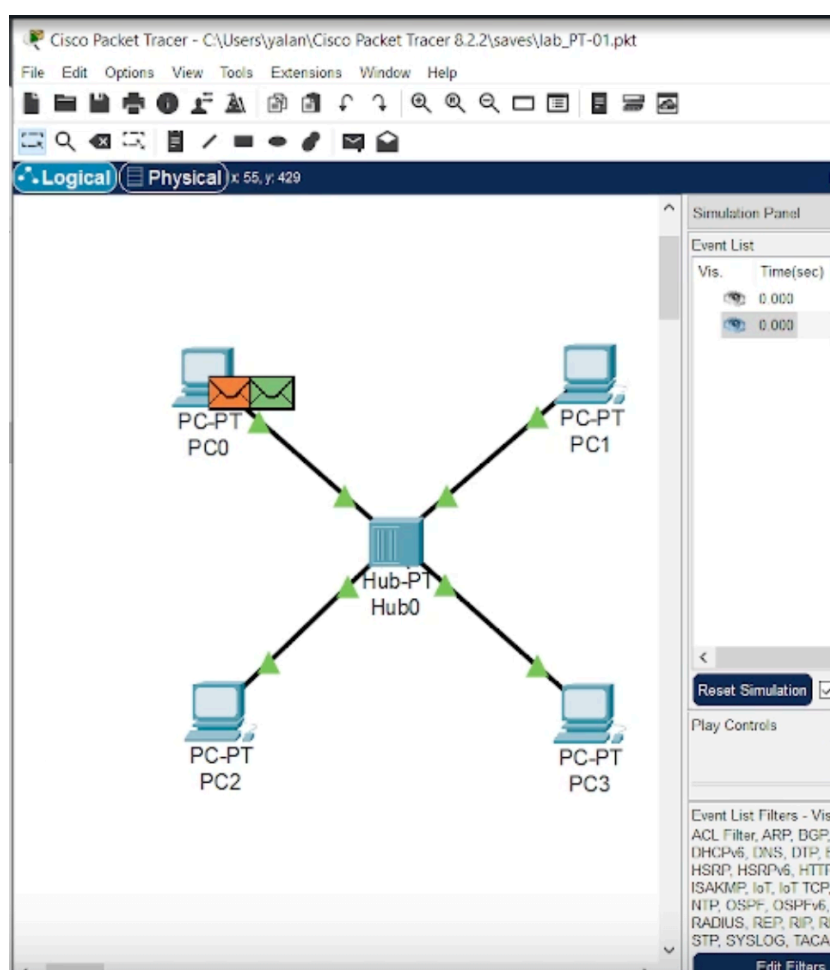 Cisco Packet Tracer - C:\Users\yalan\Cisco Packet Tracer 8.2.2\saves\lab_PT-01.pkt
File Edit Options View Tools Extensions Window Help
Logical Physical x: 55, y: 429
Simulation Panel
Event List
Vis. Time(sec)
0.000
0.000
PC-PT
PC0
PC-PT
PC1
Hub-PT
Hub0
PC-PT
PC2
PC-PT
PC3
Reset Simulation
Play Controls
Event List Filters - Vis
ACL Filter, ARP, BGP,
DHCPv6, DNS, DTP,
HSRP, HSRPv6, HTTP
ISAKMP, IoT, IoT TCP,
NTP, OSPF, OSPFv6,
RADIUS, REP, RIP,
STP, SYSLOG, TACA
Edit Filters